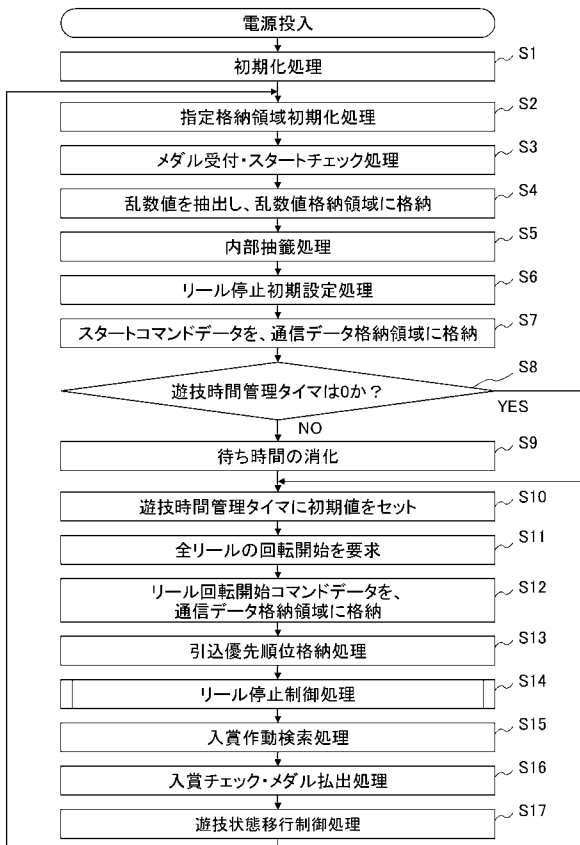 電源投入
初期化処理
S1
指定格納領域初期化処理
S2
メダル受付・スタートチェック処理
S3
乱数値を抽出し、乱数値格納領域に格納
S4
内部抽籤処理
S5
リール停止初期設定処理
S6
スタートコマンドデータを、通信データ格納領域に格納
S7
遊技時間管理タイマは0か？
S8
YES
NO
待ち時間の消化
S9
遊技時間管理タイマに初期値をセット
S10
全リールの回転開始を要求
S11
リール回転開始コマンドデータを、
通信データ格納領域に格納
S12
引込優先順位格納処理
S13
リール停止制御処理
S14
入賞作動検索処理
S15
入賞チェック・メダル払出処理
S16
遊技状態移行制御処理
S17